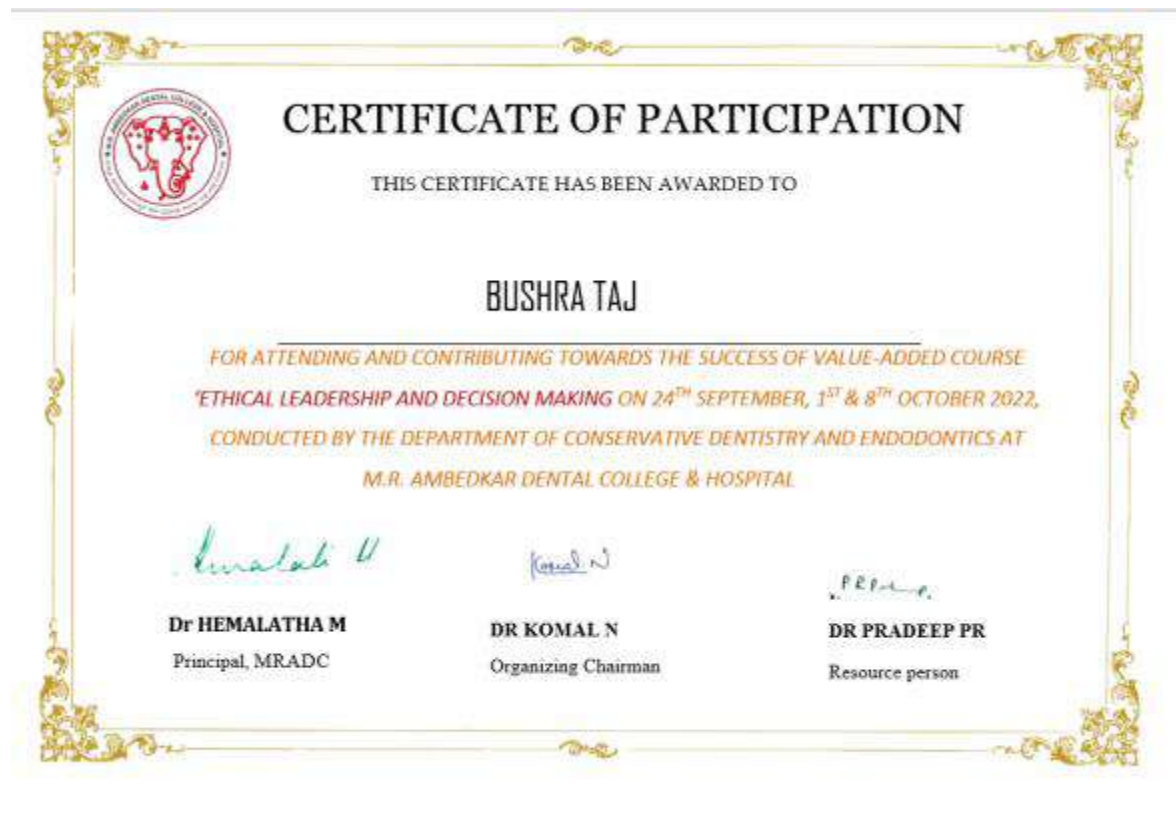 CERTIFICATE OF PARTICIPATION
THIS CERTIFICATE HAS BEEN AWARDED TO
BUSHRA TAJ
FOR ATTENDING AND CONTRIBUTING TOWARDS THE SUCCESS OF VALUE-ADDED COURSE
"ETHICAL LEADERSHIP AND DECISION MAKING ON 24TH SEPTEMBER, 1ST & 8TH OCTOBER 2022,
CONDUCTED BY THE DEPARTMENT OF CONSERVATIVE DENTISTRY AND ENDODONTICS AT
M.R. AMBEDKAR DENTAL COLLEGE & HOSPITAL
Komal N
Dr HEMALATHA M
DR KOMAL N
DR PRADEEP PR
Principal, MRADC
Organizing Chairman
Resource person